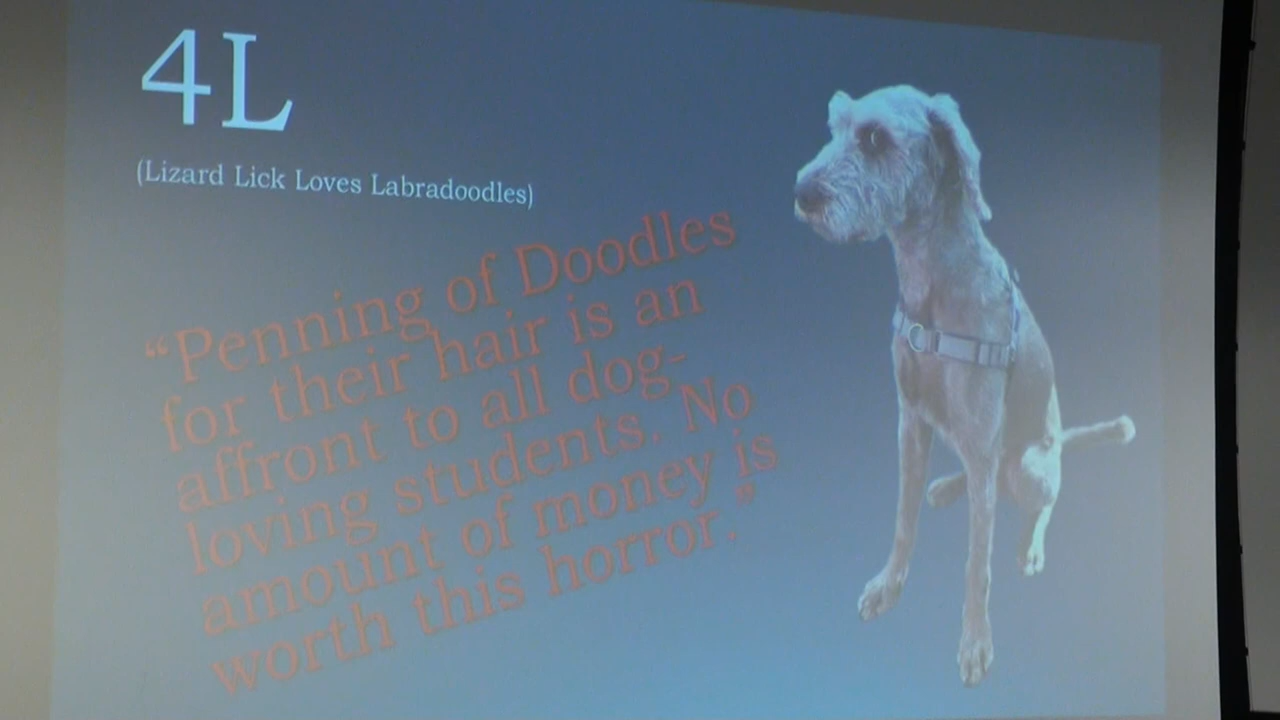 4L
(Lizard Lick Loves Labradoodles)
“Penning of Doodles
for their hair is an
affront to all dog-
loving students. No
amount of money is
worth this horror.”